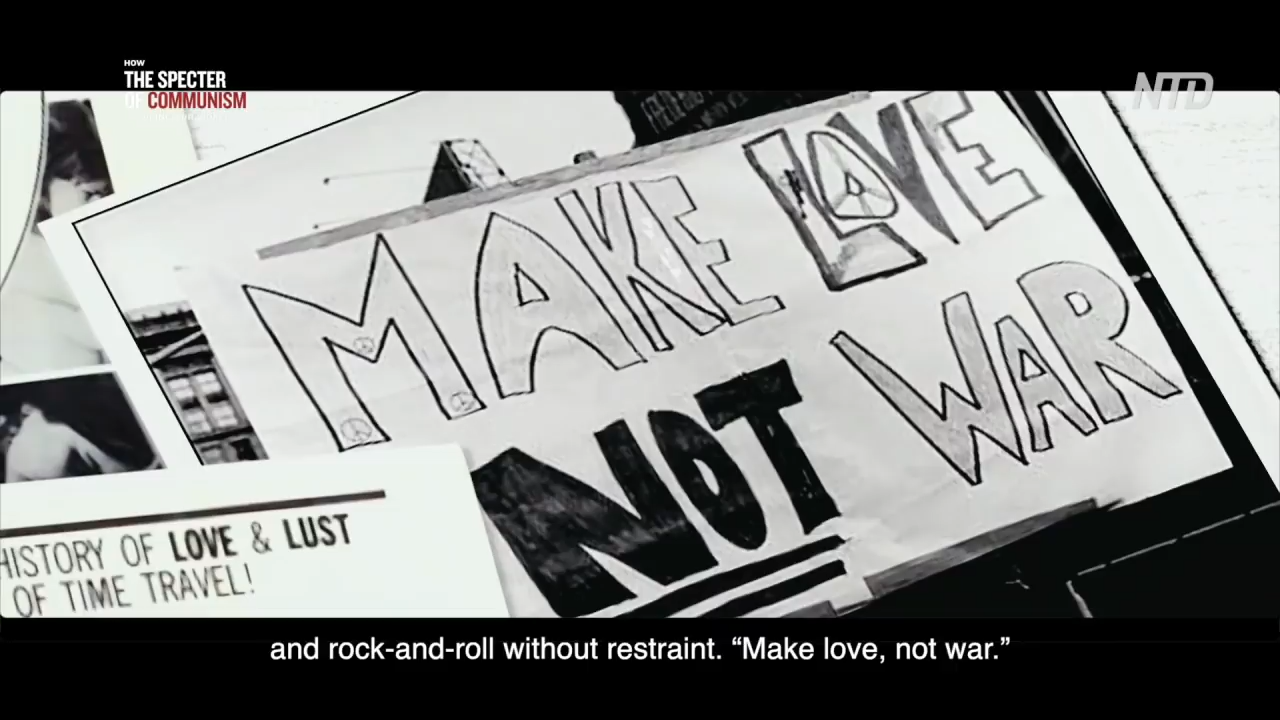 HOW
THE SPECTER
OF COMMUNISM
NTD
MAKE LOVE
NOT WAR
HISTORY OF LOVE & LUST
OF TIME TRAVEL!
and rock-and-roll without restraint. “Make love, not war.”